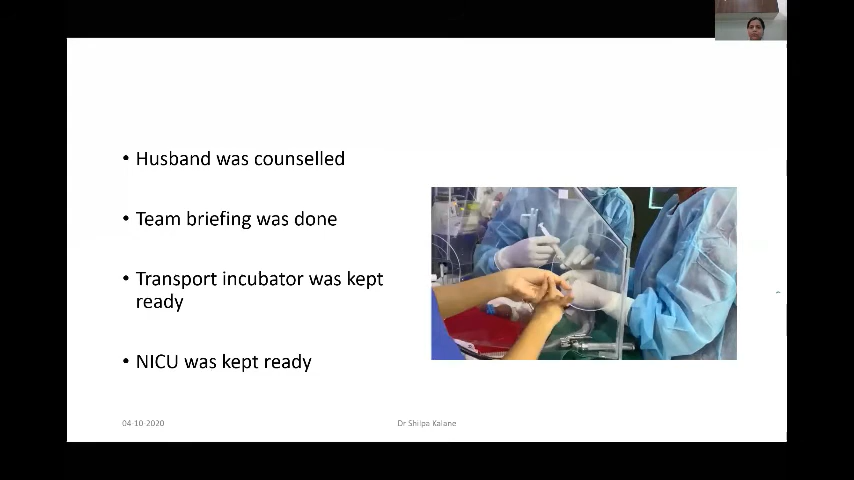 • Husband was counselled
• Team briefing was done
• Transport incubator was kept
ready
• NICU was kept ready
04-10-2020
Dr Shilpa Kalane